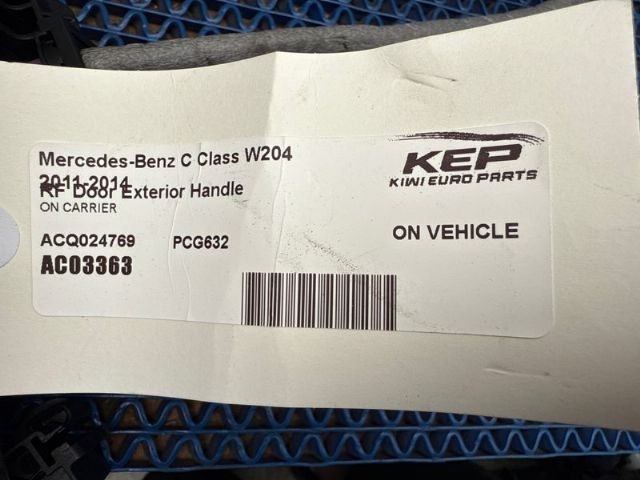 Mercedes-Benz C Class W204
2011-2014
RF Door Exterior Handle
ON CARRIER
KEP
KIWI EURO PARTS
ACQ024769 PCG632
ON VEHICLE
AC03363